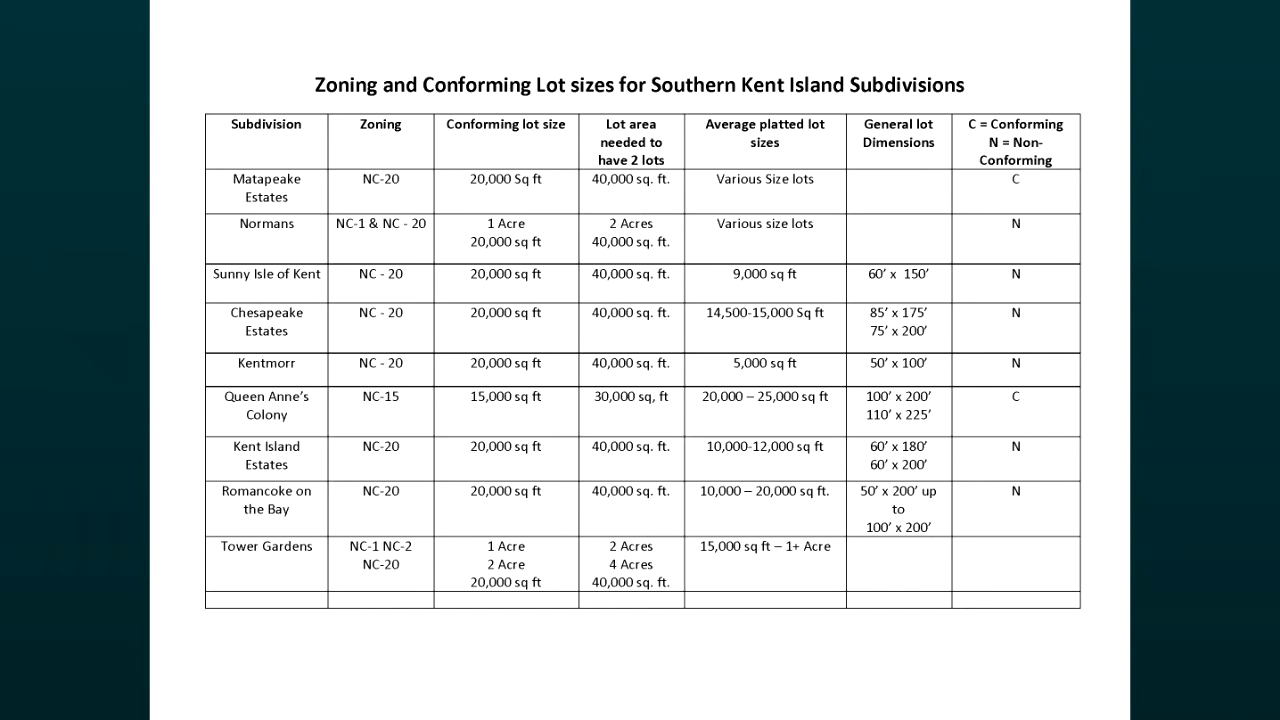 Zoning and Conforming Lot sizes for Southern Kent Island Subdivisions
Subdivision Zoning Conforming lot size Lot area needed to have 2 lots Average platted lot sizes General lot Dimensions C = Conforming N = Non-Conforming
Matapeake Estates NC-20 20,000 Sq ft 40,000 sq. ft. Various Size lots C
Normans NC-1 & NC - 20 1 Acre 20,000 sq ft 2 Acres 40,000 sq. ft. Various size lots N
Sunny Isle of Kent NC - 20 20,000 sq ft 40,000 sq. ft. 9,000 sq ft 60’ x 150’ N
Chesapeake Estates NC - 20 20,000 sq ft 40,000 sq. ft. 14,500-15,000 Sq ft 85’ x 175’ 75’ x 200’ N
Kentmorr NC - 20 20,000 sq ft 40,000 sq. ft. 5,000 sq ft 50’ x 100’ N
Queen Anne’s Colony NC-15 15,000 sq ft 30,000 sq, ft 20,000 – 25,000 sq ft 100’ x 200’ 110’ x 225’ C
Kent Island Estates NC-20 20,000 sq ft 40,000 sq. ft. 10,000-12,000 sq ft 60’ x 180’ 60’ x 200’ N
Romancoke on the Bay NC-20 20,000 sq ft 40,000 sq. ft. 10,000 – 20,000 sq ft. 50’ x 200’ up to 100’ x 200’ N
Tower Gardens NC-1 NC-2 NC-20 1 Acre 2 Acre 20,000 sq ft 2 Acres 4 Acres 40,000 sq. ft. 15,000 sq ft – 1+ Acre